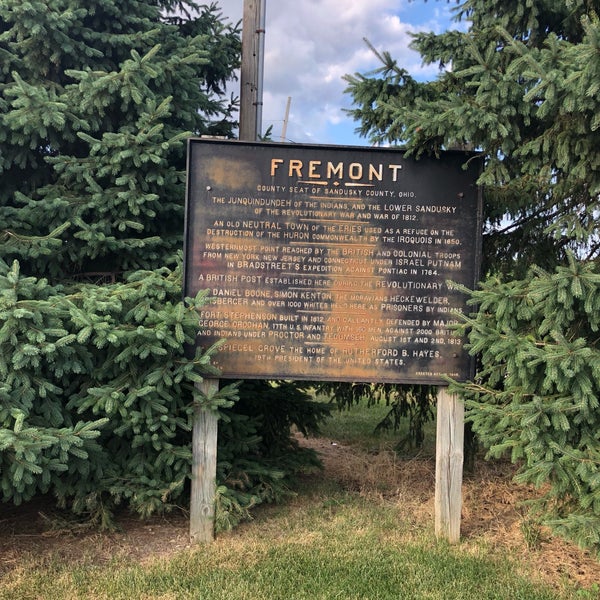 FREMONT
COUNTY SEAT OF SANDUSKY COUNTY, OHIO.
THE JUNQUINDUNDEH OF THE INDIANS, AND THE LOWER SANDUSKY
OF THE REVOLUTIONARY WAR AND WAR OF 1812.
AN OLD NEUTRAL TOWN OF THE ERIES USED AS A REFUGE ON THE
DESTRUCTION OF THE HURON COMMONWEALTH BY THE IROQUOIS IN 1650.
WESTERNMOST POINT REACHED BY THE BRITISH AND COLONIAL TROOPS
FROM NEW YORK NEW JERSEY AND CONNECTICUT UNDER ISRAEL PUTNAM
IN BRADSTREET'S EXPEDITION AGAINST PONTIAC IN 1764.
A BRITISH POST ESTABLISHED HERE DURING THE REVOLUTIONARY
DANIEL BOONE, SIMON KENTON, THE MORAVIANS HECKEWELDER,
SBERGER AND OVER 1000 WHITES HELD HERE AS PRISONERS BY INDIANS
FORT STEPHENSON BUILT IN 1812, AND GALLANTLY DEFENDED BY MAJOR
GEORGE CROGHAN, 17TH U.S. INFANTRY WITH 160 MEN AGAINST 2000 BRITISH
AND INDIANS UNDER PROCTOR AND TECUMSEH, AUGUST 1ST AND 2ND, 1813
SPIEGEL GROVE THE HOME OF RUTHERFORD B. HAYES,
19TH PRESIDENT OF THE UNITED STATES.